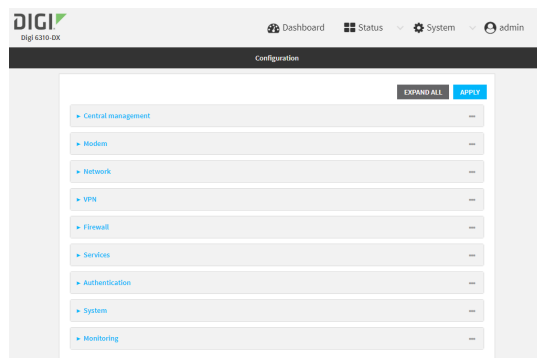 DIGI
Digi 6310-DX
Dashboard Status System admin
Configuration
EXPAND ALL APPLY
Central management
Modem
Network
VPN
Firewall
Services
Authentication
System
Monitoring